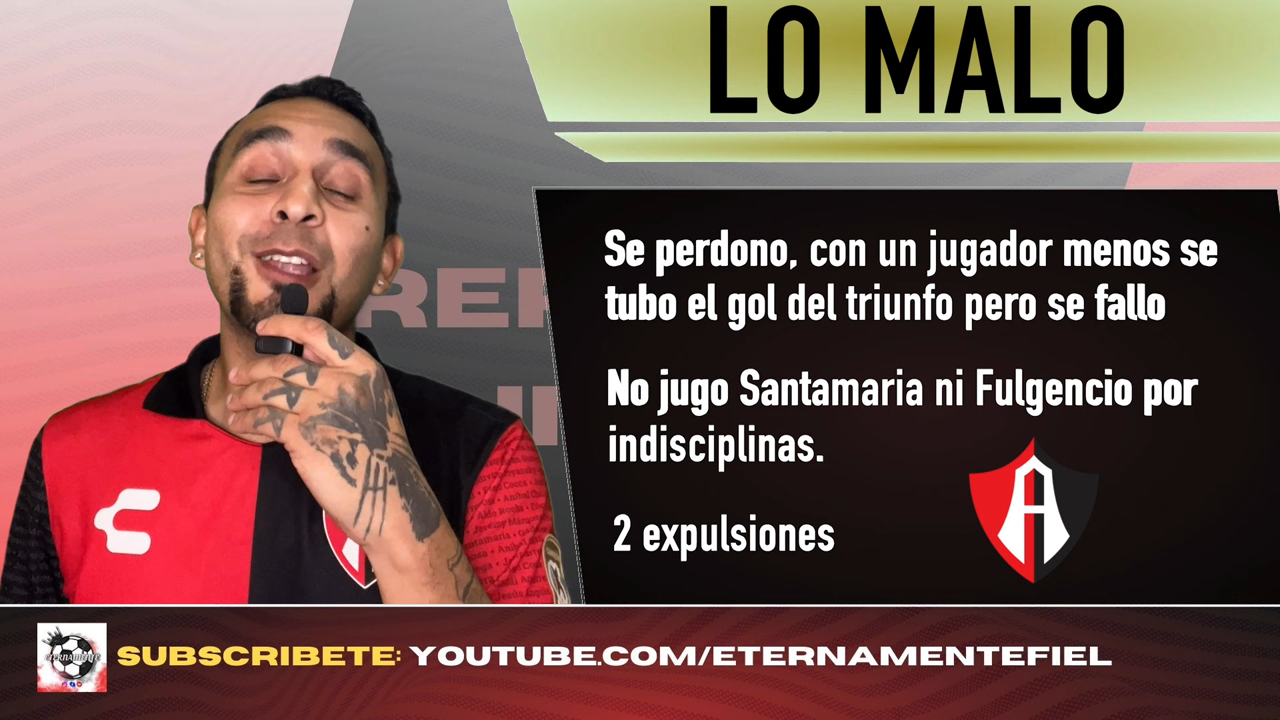 LO MALO
Se perdono, con un jugador menos se
tubo el gol del triunfo pero se fallo
No jugo Santamaria ni Fulgencio por
indisciplinas.
2 expulsiones
SUBSCRIBETE: YOUTUBE.COM/ETERNAMENTEFIEL